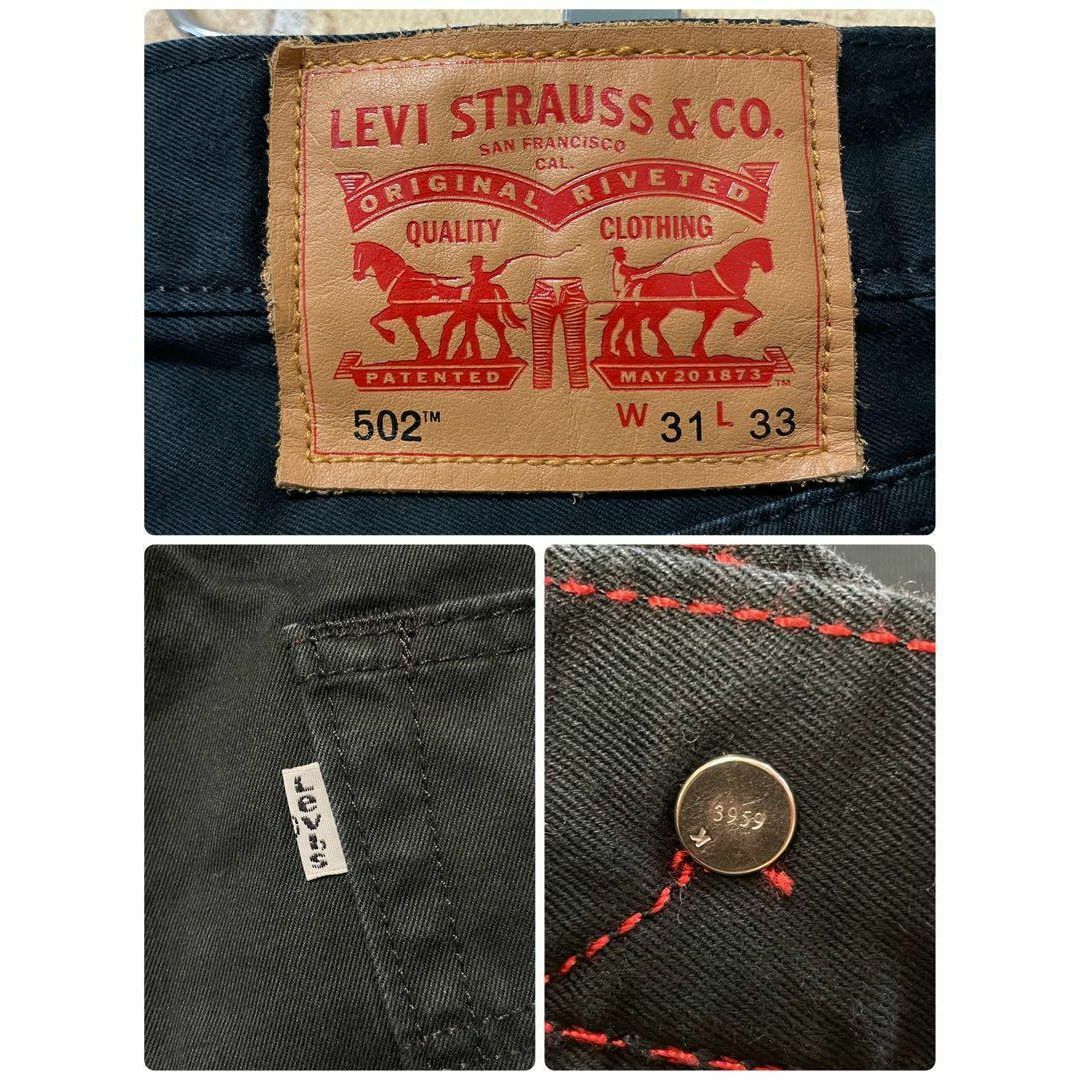 LEVI STRAUSS & CO.
SAN FRANCISCO
CAL.
ORIGINAL RIVETED
QUALITY CLOTHING
PATENTED MAY 20 1873 ™
502™ W 31 L 33
LEVI'S
3959
K